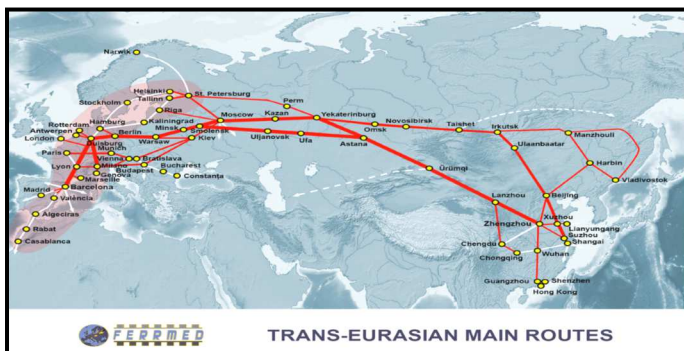 Narwik
Helsinki
Tallinn
St. Petersburg
Stockholm
Riga
Perm
Moscow
Kazan
Yekaterinburg
Omsk
Novosibirsk
Taishet
Irkutsk
Manzhouli
Rotterdam
Hamburg
Kaliningrad
Antwerpen
Berlin
Minsk
Smolensk
London
Duisburg
Warsaw
Kiev
Uljanovsk
Ufa
Astana
Ulaanbaatar
Harbin
Munich
Paris
Vienna
Bratislava
Budapest
Bucharest
Constanța
Ürümqi
Vladivostok
Lyon
Milano
Genova
Marseille
Madrid
Barcelona
València
Lanzhou
Beijing
Zhengzhou
Xuzhou
Lianyungang
Suzhou
Shangai
Algeciras
Rabat
Casablanca
Chengdu
Chongqing
Wuhan
Guangzhou
Shenzhen
Hong Kong
FERRMED
TRANS-EURASIAN MAIN ROUTES